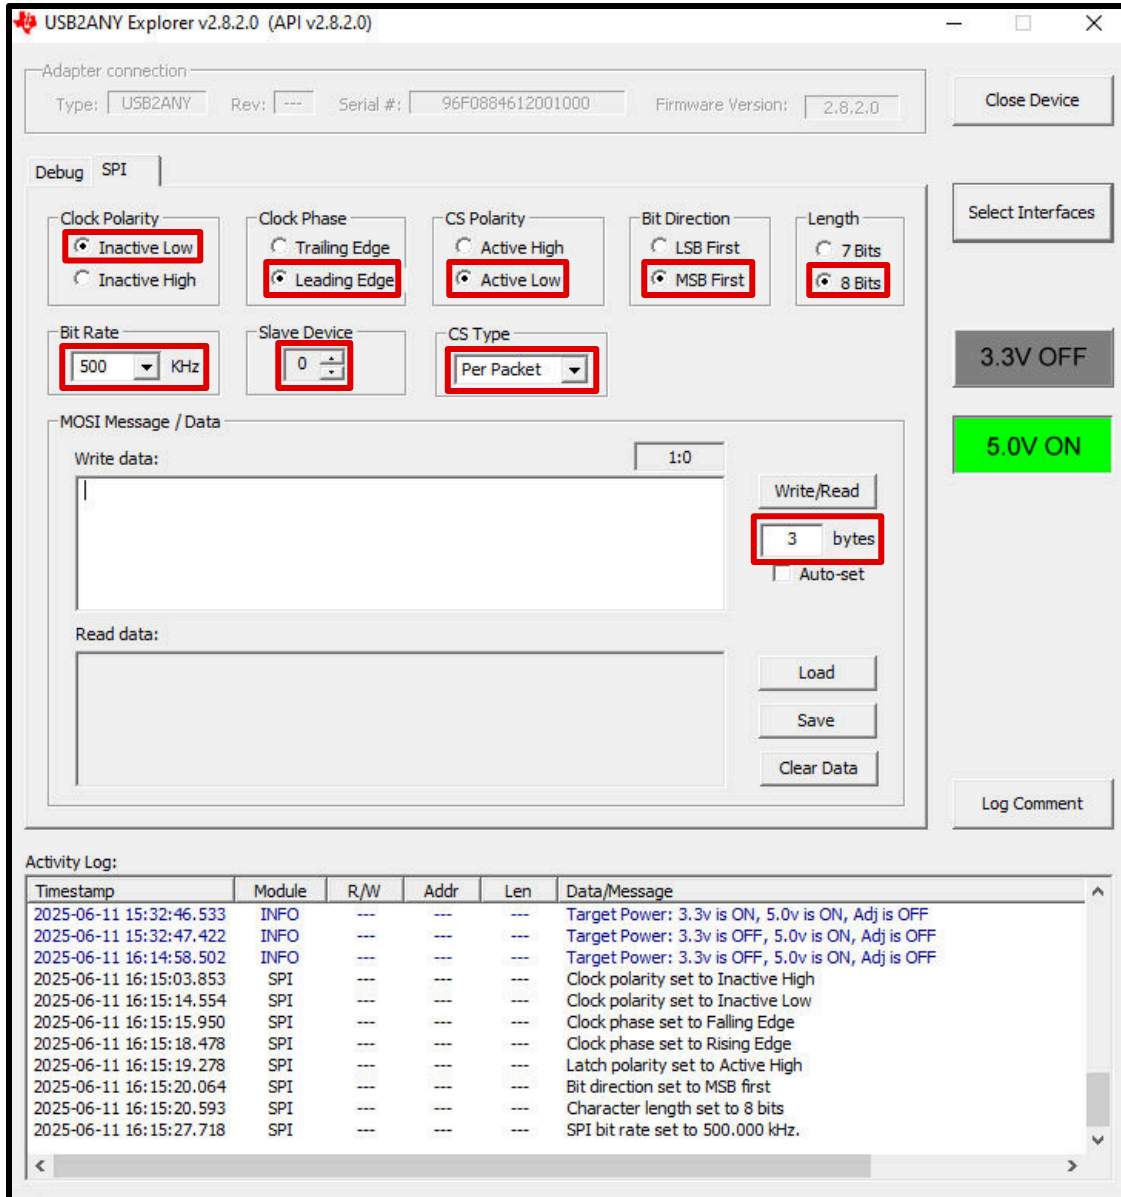 USB2ANY Explorer v2.8.2.0 (API v2.8.2.0)
Adapter connection
Type: USB2ANY Rev: --- Serial #: 96F0884612001000 Firmware Version: 2.8.2.0
Close Device
Debug SPI
Select Interfaces
Clock Polarity Clock Phase CS Polarity Bit Direction Length
Inactive Low Trailing Edge Active High LSB First 7 Bits
Inactive High Leading Edge Active Low MSB First 8 Bits
Bit Rate Slave Device CS Type
500 KHz 0 Per Packet
3.3V OFF
5.0V ON
MOSI Message / Data
Write data: 1:0
Write/Read
3 bytes
Auto-set
Read data:
Load
Save
Clear Data
Log Comment
Activity Log:
Timestamp Module R/W Addr Len Data/Message
2025-06-11 15:32:46.533 INFO --- --- --- Target Power: 3.3v is ON, 5.0v is ON, Adj is OFF
2025-06-11 15:32:47.422 INFO --- --- --- Target Power: 3.3v is OFF, 5.0v is ON, Adj is OFF
2025-06-11 16:14:58.502 INFO --- --- --- Target Power: 3.3v is OFF, 5.0v is ON, Adj is OFF
2025-06-11 16:15:03.853 SPI --- --- --- Clock polarity set to Inactive High
2025-06-11 16:15:14.554 SPI --- --- --- Clock polarity set to Inactive Low
2025-06-11 16:15:15.950 SPI --- --- --- Clock phase set to Falling Edge
2025-06-11 16:15:18.478 SPI --- --- --- Clock phase set to Rising Edge
2025-06-11 16:15:19.278 SPI --- --- --- Latch polarity set to Active High
2025-06-11 16:15:20.064 SPI --- --- --- Bit direction set to MSB first
2025-06-11 16:15:20.593 SPI --- --- --- Character length set to 8 bits
2025-06-11 16:15:27.718 SPI --- --- --- SPI bit rate set to 500.000 kHz.